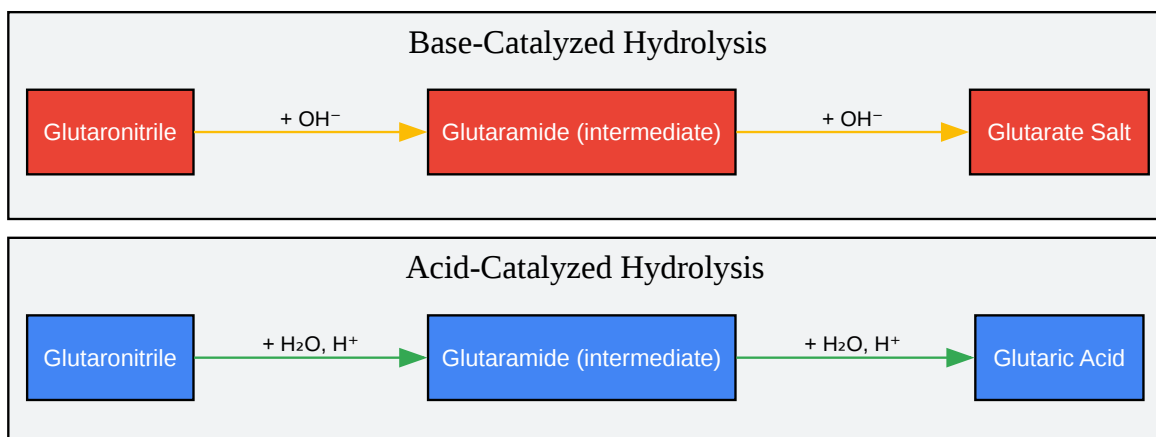 Base-Catalyzed Hydrolysis
Glutaronitrile
+ OH⁻
Glutaramide (intermediate)
+ OH⁻
Glutarate Salt
Acid-Catalyzed Hydrolysis
Glutaronitrile
+ H₂O, H⁺
Glutaramide (intermediate)
+ H₂O, H⁺
Glutaric Acid